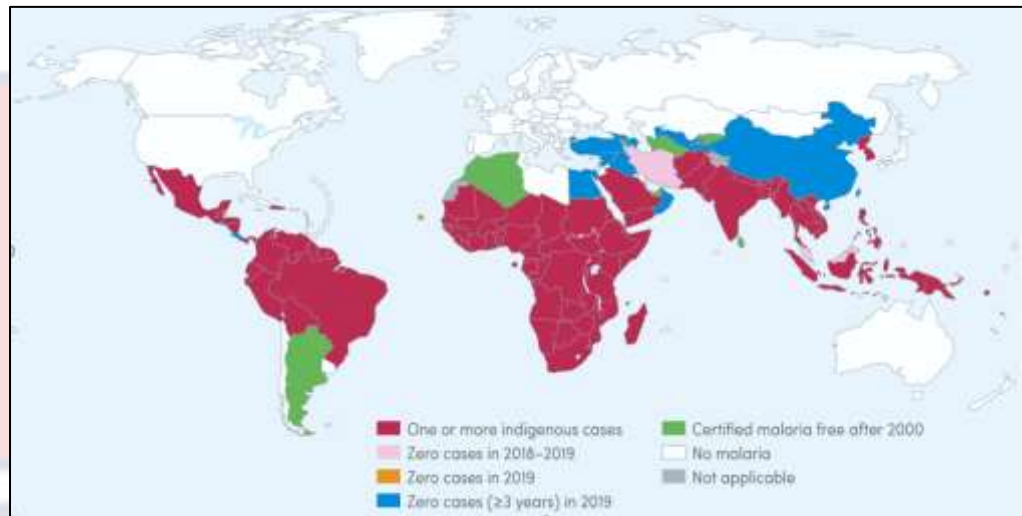 One or more indigenous cases
Zero cases in 2018–2019
Zero cases in 2019
Zero cases (≥3 years) in 2019
Certified malaria free after 2000
No malaria
Not applicable